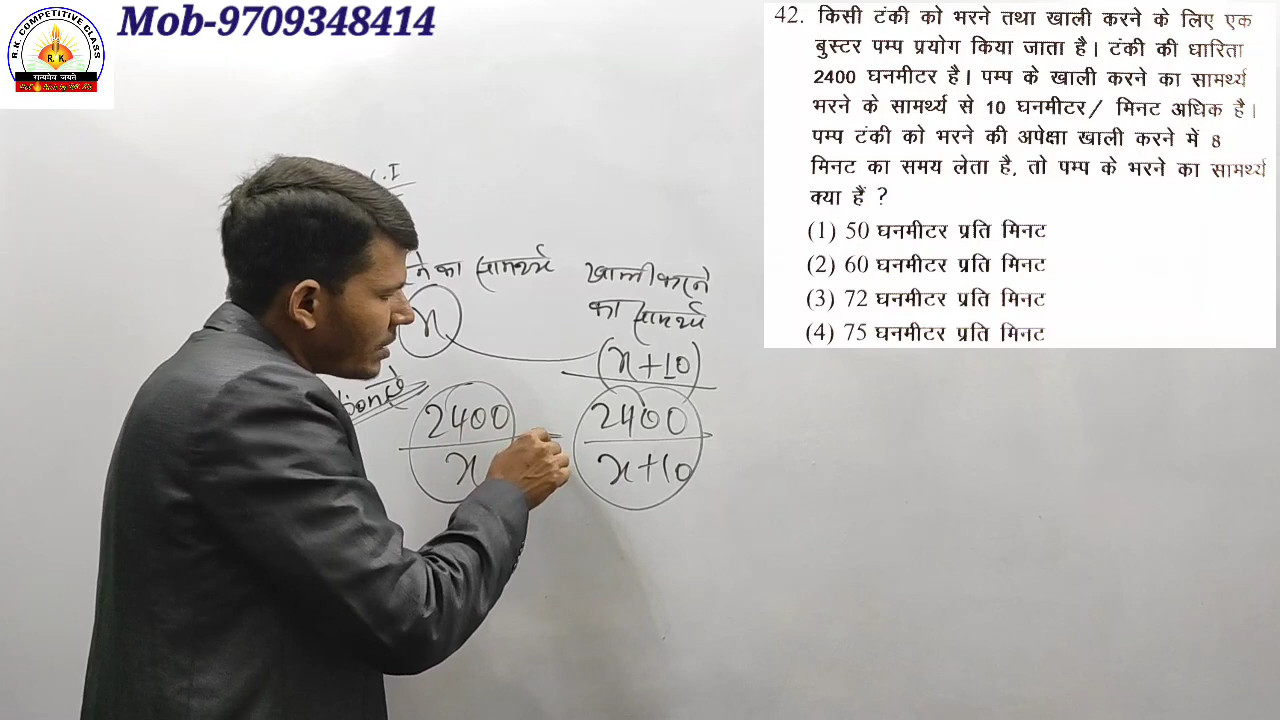 R.K. COMPETITIVE CLASS
R. K.
सत्यमेव जयते
Mob-9709348414
42. किसी टंकी को भरने तथा खाली करने के लिए एक
बुस्टर पम्प प्रयोग किया जाता है। टंकी की धारिता
2400 घनमीटर है। पम्प के खाली करने का सामर्थ्य
भरने के सामर्थ्य से 10 घनमीटर/ मिनट अधिक है।
पम्प टंकी को भरने की अपेक्षा खाली करने में 8
मिनट का समय लेता है, तो पम्प के भरने का सामर्थ्य
क्या हैं ?
(1) 50 घनमीटर प्रति मिनट
(2) 60 घनमीटर प्रति मिनट
(3) 72 घनमीटर प्रति मिनट
(4) 75 घनमीटर प्रति मिनट
.I
ने का सामर्थ्य
खाली करने
का सामर्थ्य
x
(x+10)
2400
x
2400
x+10